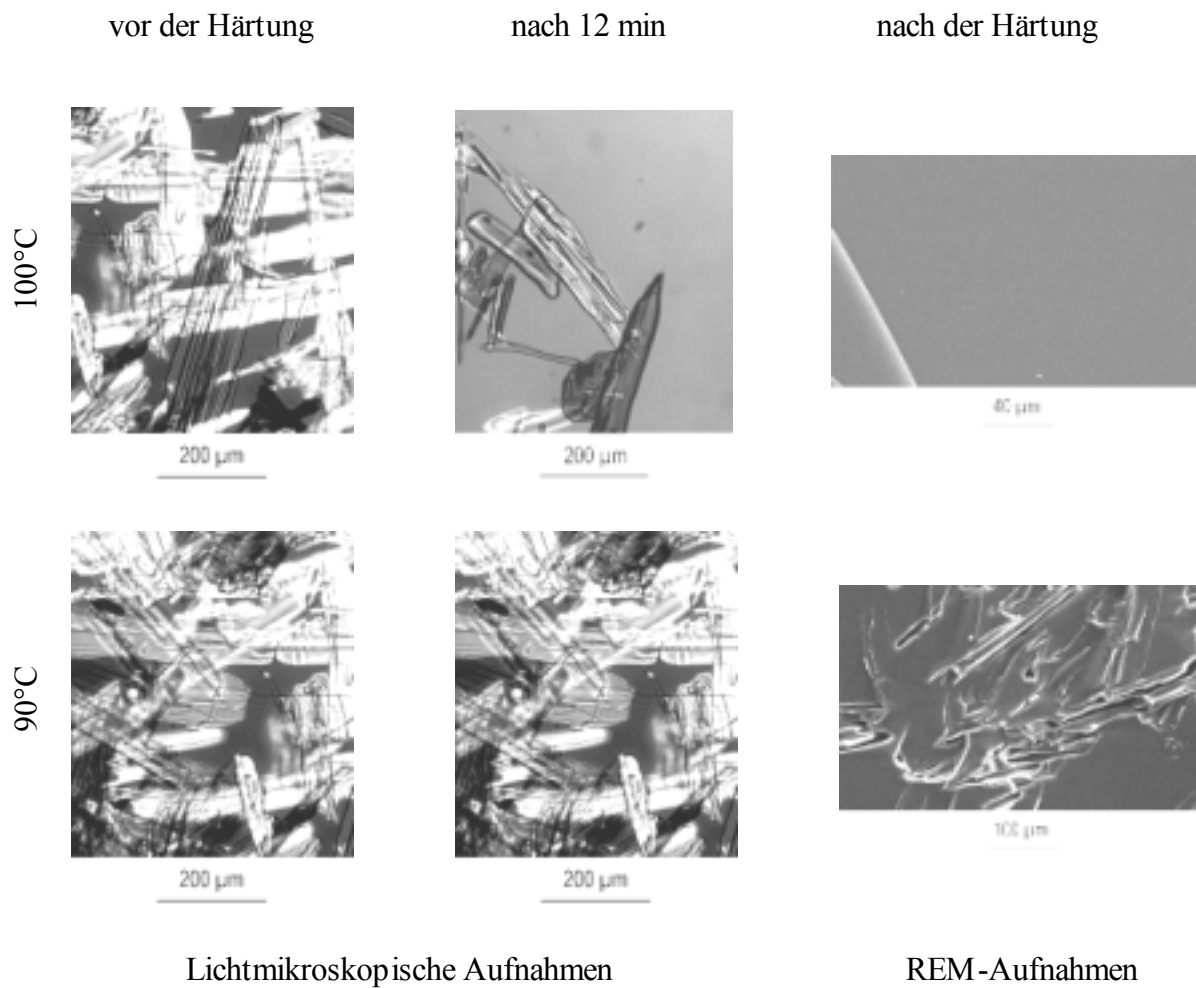 vor der Härtung nach 12 min nach der Härtung
100°C
40 µm
200 µm 200 µm
90°C
100 µm
200 µm 200 µm
Lichtmikroskopische Aufnahmen REM-Aufnahmen